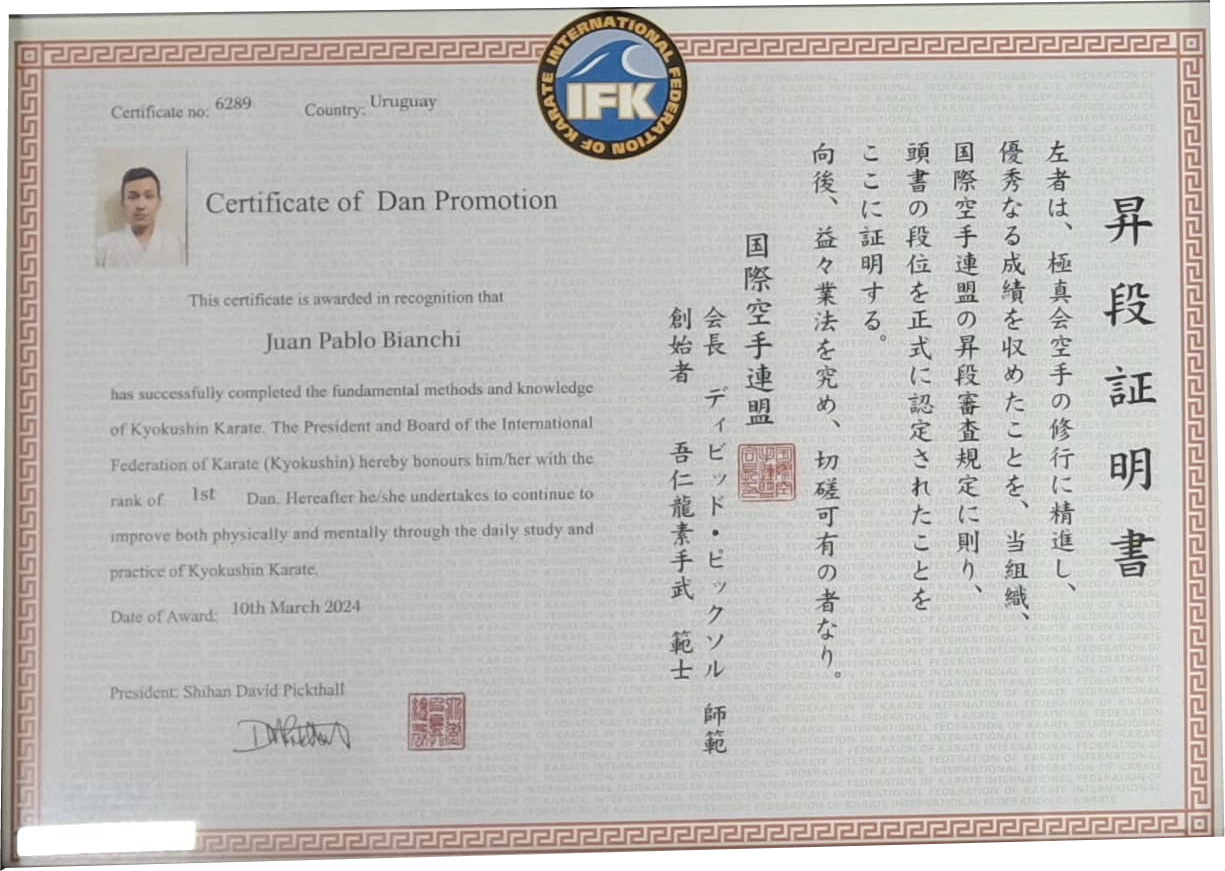 INTERNATIONAL FEDERATION OF KARATE
IFK
Certificate no: 6289
Country: Uruguay
Certificate of Dan Promotion
This certificate is awarded in recognition that
Juan Pablo Bianchi
has successfully completed the fundamental methods and knowledge
of Kyokushin Karate. The President and Board of the International
Federation of Karate (Kyokushin) hereby honours him/her with the
rank of 1st Dan. Hereafter he/she undertakes to continue to
improve both physically and mentally through the daily study and
practice of Kyokushin Karate.
Date of Award: 10th March 2024
President: Shihan David Pickthall
昇段証明書
左者は、極真会空手の修行に精進し、
優秀なる成績を収めたことを、当組織、
国際空手連盟の昇段審査規定に則り、
頭書の段位を正式に認定されたことを
ここに証明する。
向後、益々業法を究め、切磋可有の者なり。
国際空手連盟
会長 ディビッド・ピックソル 師範
創始者 吾仁龍素手武 範士